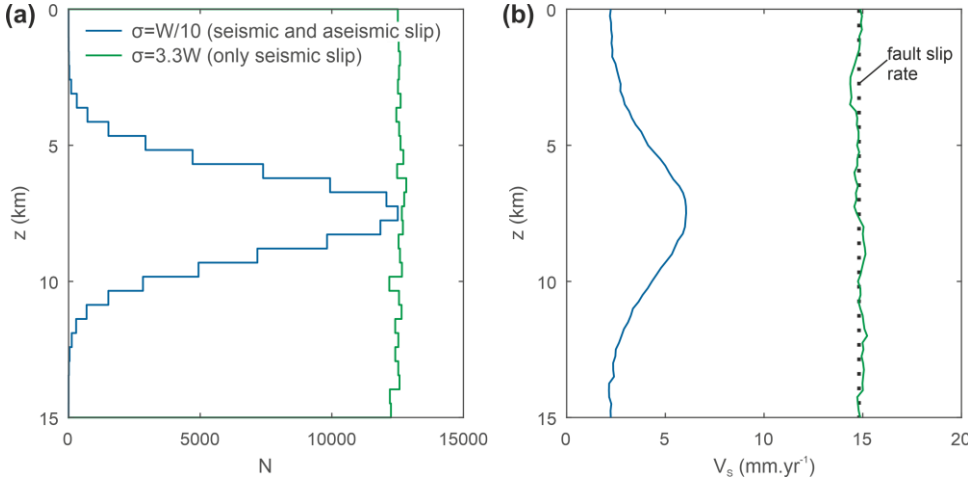 (a)
σ=W/10 (seismic and aseismic slip)
σ=3.3W (only seismic slip)
0
5
10
15
z (km)
0
5000
10000
15000
N
(b)
fault slip
rate
0
5
10
15
z (km)
0
5
10
15
20
Vs (mm.yr⁻¹)